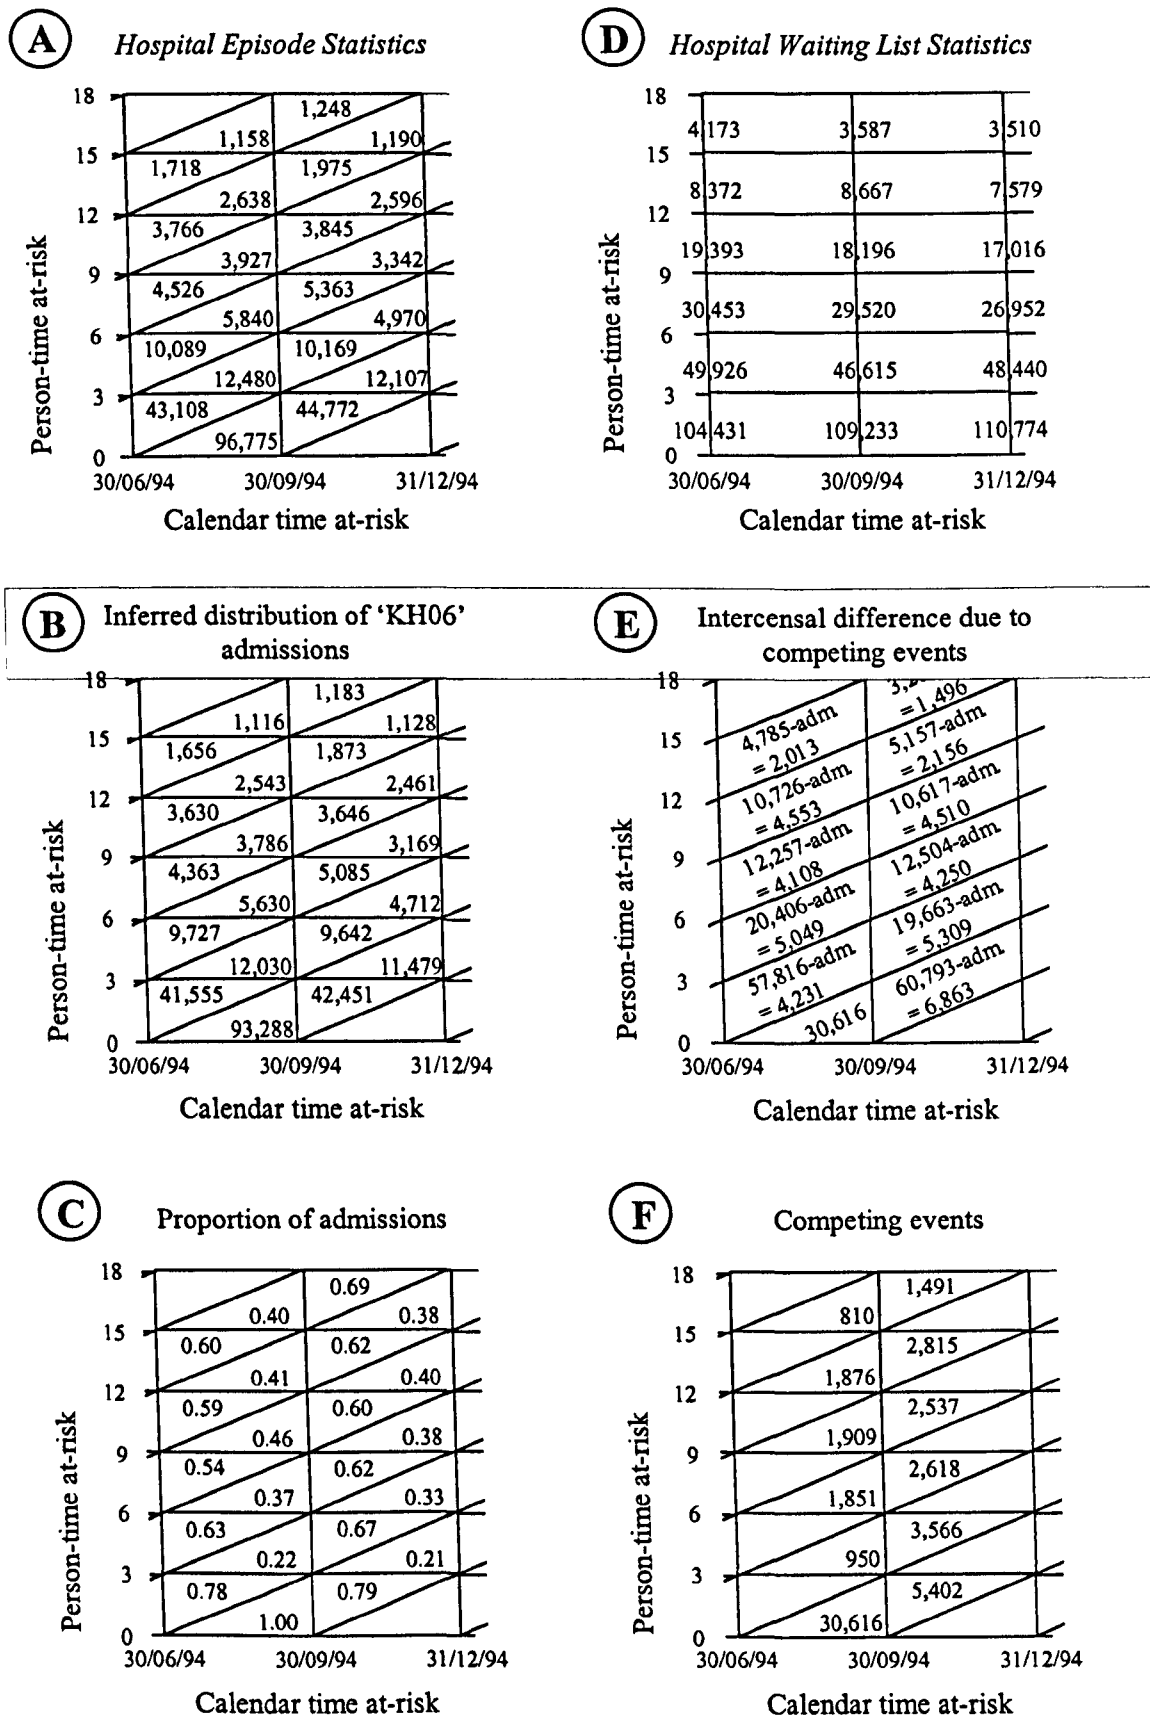 A Hospital Episode Statistics
18
1,248
1,158 1,190
15
1,718 1,975
2,638 2,596
12
3,766 3,845
3,927 3,342
9
4,526 5,363
5,840 4,970
6
10,089 10,169
12,480 12,107
3
43,108 44,772
96,775
0
30/06/94 30/09/94 31/12/94
Person-time at-risk
Calendar time at-risk
D Hospital Waiting List Statistics
18
4,173 3,587 3,510
15
8,372 8,667 7,579
12
19,393 18,196 17,016
9
30,453 29,520 26,952
6
49,926 46,615 48,440
3
104,431 109,233 110,774
0
30/06/94 30/09/94 31/12/94
Person-time at-risk
Calendar time at-risk
B Inferred distribution of ‘KH06’
admissions
18
1,183
1,116 1,128
15
1,656 1,873
2,543 2,461
12
3,630 3,646
3,786 3,169
9
4,363 5,085
5,630 4,712
6
9,727 9,642
12,030 11,479
3
41,555 42,451
93,288
0
30/06/94 30/09/94 31/12/94
Person-time at-risk
Calendar time at-risk
E Intercensal difference due to
competing events
18
= 1,496
15
4,785-adm 5,157-adm
= 2,013 = 2,156
12
10,726-adm 10,617-adm
= 4,553 = 4,510
9
12,257-adm 12,504-adm
= 4,108 = 4,250
6
20,406-adm 19,663-adm
= 5,049 = 5,309
3
57,816-adm 60,793-adm
= 4,231 = 6,863
30,616
0
30/06/94 30/09/94 31/12/94
Person-time at-risk
Calendar time at-risk
C Proportion of admissions
18
0.69
0.40 0.38
15
0.60 0.62
0.41 0.40
12
0.59 0.60
0.46 0.38
9
0.54 0.62
0.37 0.33
6
0.63 0.67
0.22 0.21
3
0.78 0.79
1.00
0
30/06/94 30/09/94 31/12/94
Person-time at-risk
Calendar time at-risk
F Competing events
18
1,491
810
15
2,815
1,876
12
2,537
1,909
9
2,618
1,851
6
3,566
950
3
5,402
30,616
0
30/06/94 30/09/94 31/12/94
Person-time at-risk
Calendar time at-risk